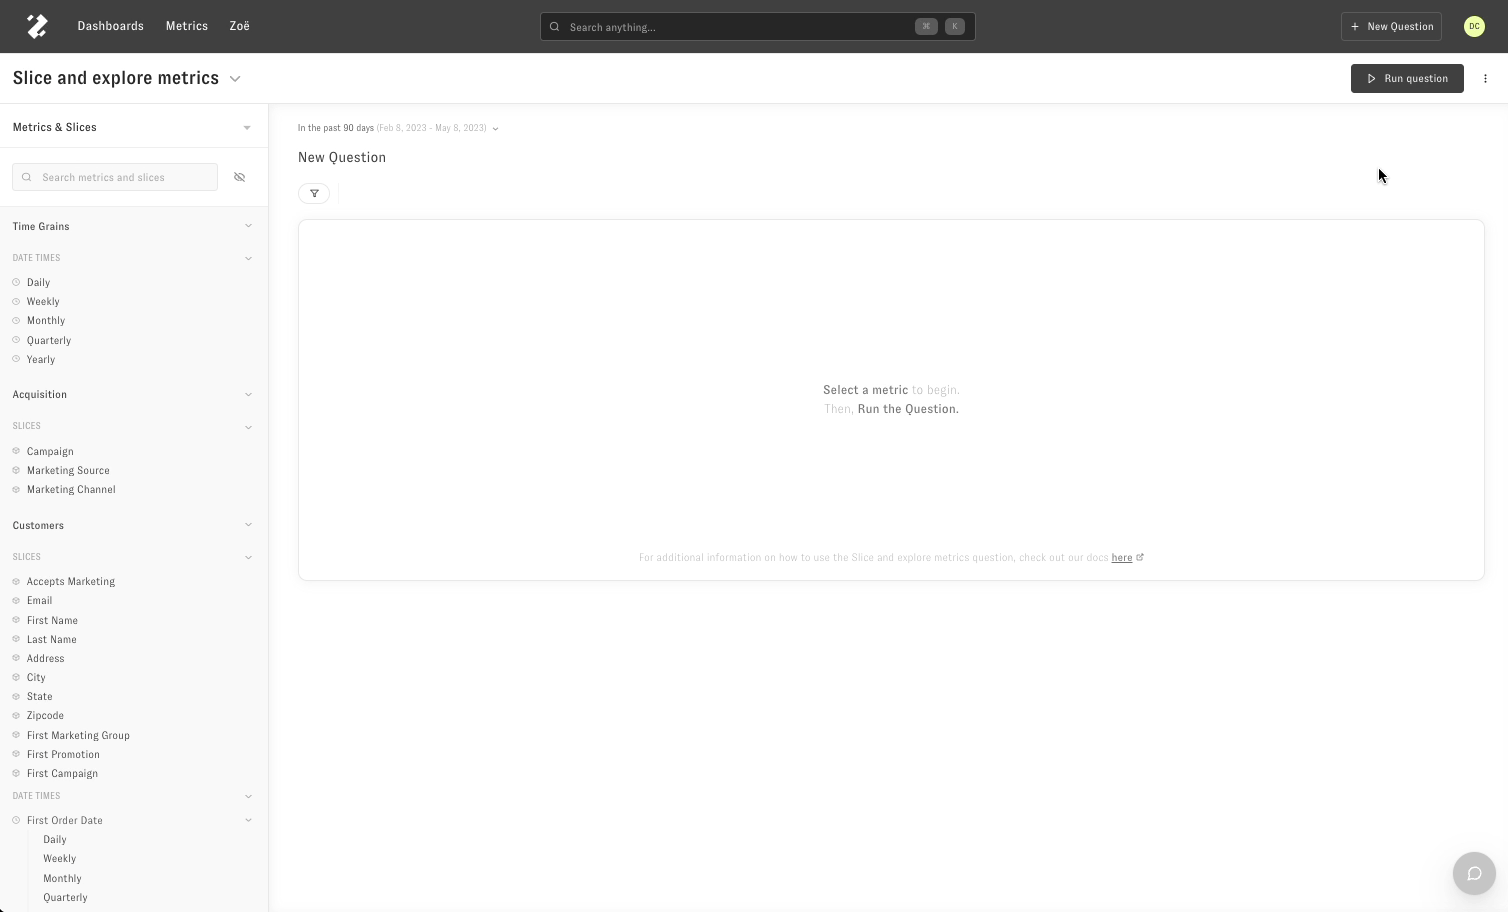 Dashboards Metrics Zoë Search anything... ⌘ K New Question DC
Slice and explore metrics Run question
Metrics & Slices
Search metrics and slices
Time Grains
DATE TIMES
Daily
Weekly
Monthly
Quarterly
Yearly
Acquisition
SLICES
Campaign
Marketing Source
Marketing Channel
Customers
SLICES
Accepts Marketing
Email
First Name
Last Name
Address
City
State
Zipcode
First Marketing Group
First Promotion
First Campaign
DATE TIMES
First Order Date
Daily
Weekly
Monthly
Quarterly
In the past 90 days (Feb 8, 2023 - May 8, 2023)
New Question
Select a metric to begin.
Then, Run the Question.
For additional information on how to use the Slice and explore metrics question, check out our docs here